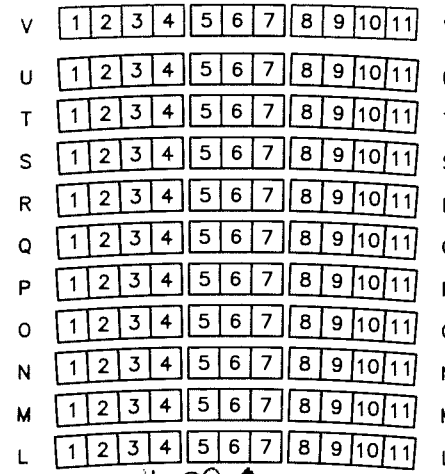 V 1 2 3 4 5 6 7 8 9 10 11
U 1 2 3 4 5 6 7 8 9 10 11
T 1 2 3 4 5 6 7 8 9 10 11
S 1 2 3 4 5 6 7 8 9 10 11
R 1 2 3 4 5 6 7 8 9 10 11
Q 1 2 3 4 5 6 7 8 9 10 11
P 1 2 3 4 5 6 7 8 9 10 11
O 1 2 3 4 5 6 7 8 9 10 11
N 1 2 3 4 5 6 7 8 9 10 11
M 1 2 3 4 5 6 7 8 9 10 11
L 1 2 3 4 5 6 7 8 9 10 11